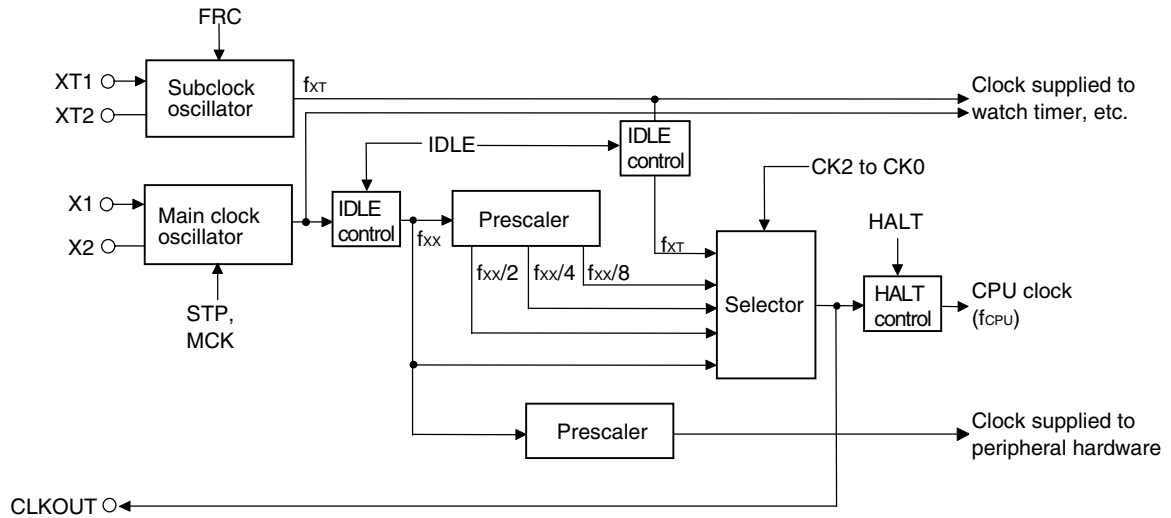 FRC
XT1
XT2
Subclock
oscillator
fXT
Clock supplied to
watch timer, etc.
IDLE
IDLE
control
CK2 to CK0
X1
X2
Main clock
oscillator
IDLE
control
fXX
Prescaler
fXT
HALT
fXX/2
fXX/4
fXX/8
Selector
HALT
control
CPU clock
(fCPU)
STP,
MCK
Prescaler
Clock supplied to
peripheral hardware
CLKOUT